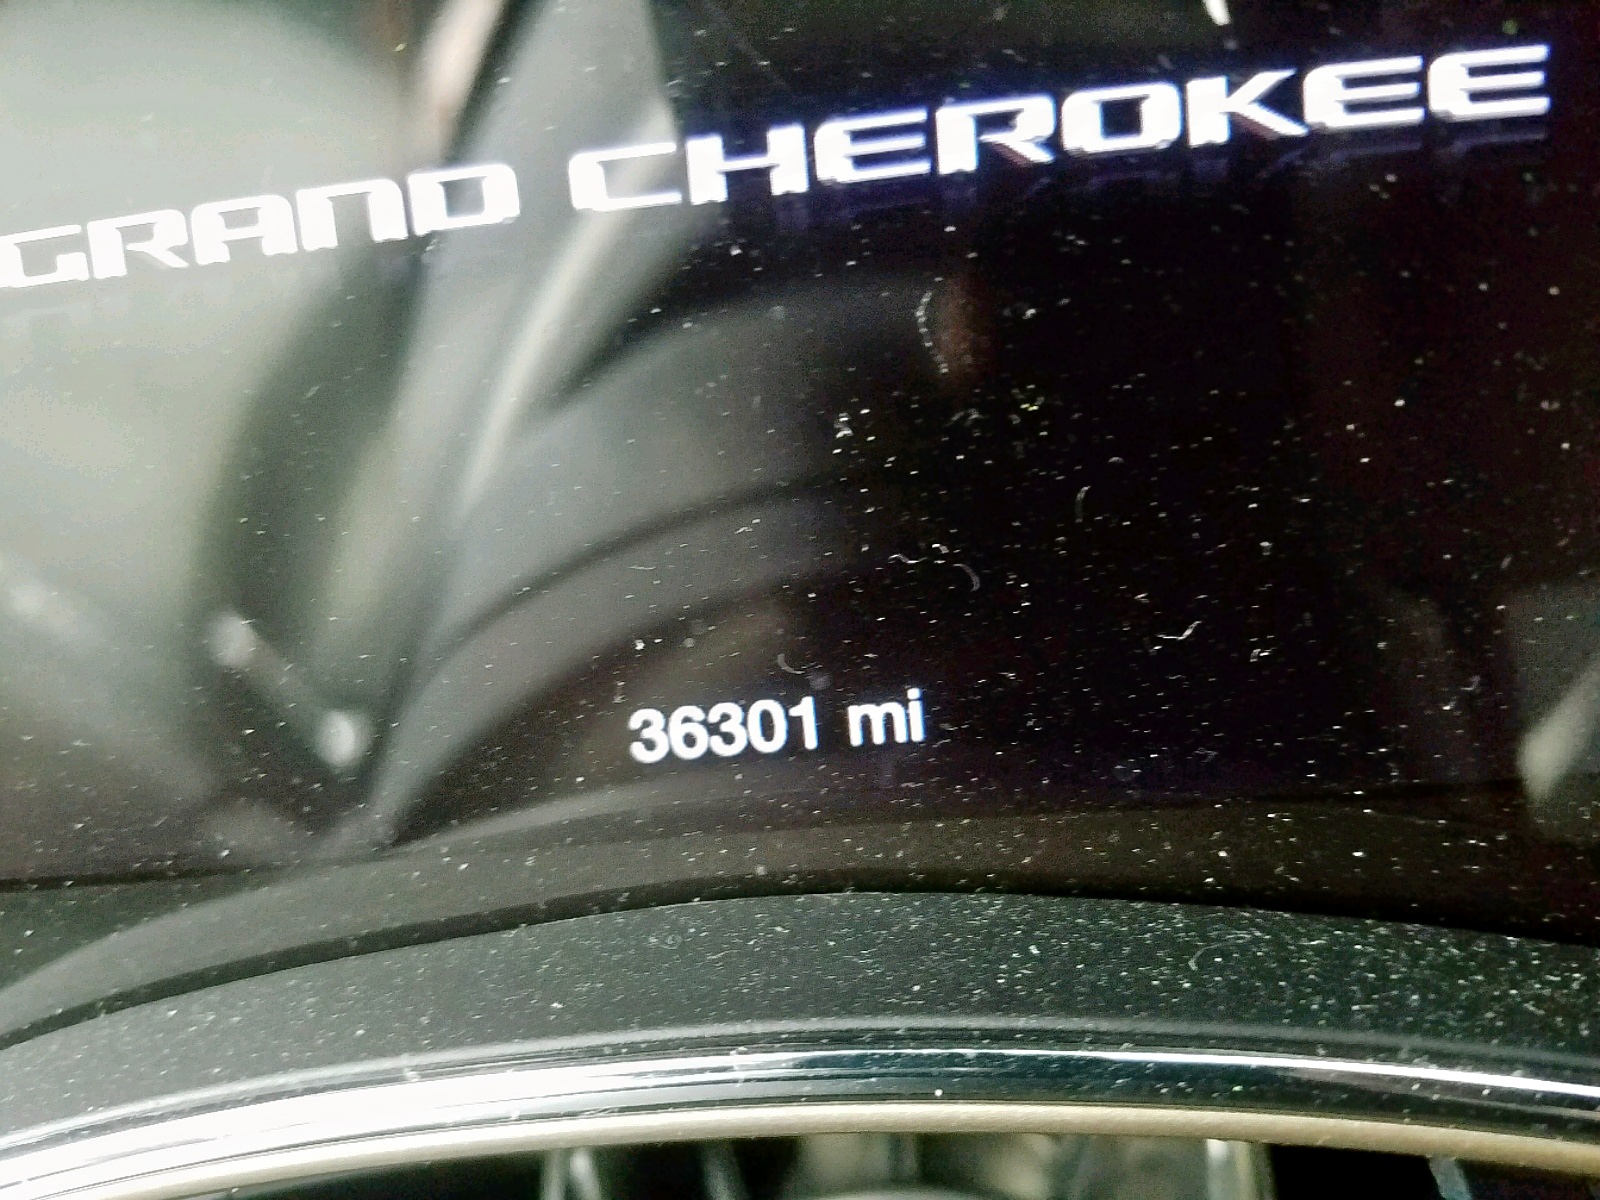 GRAND CHEROKEE
36301 mi